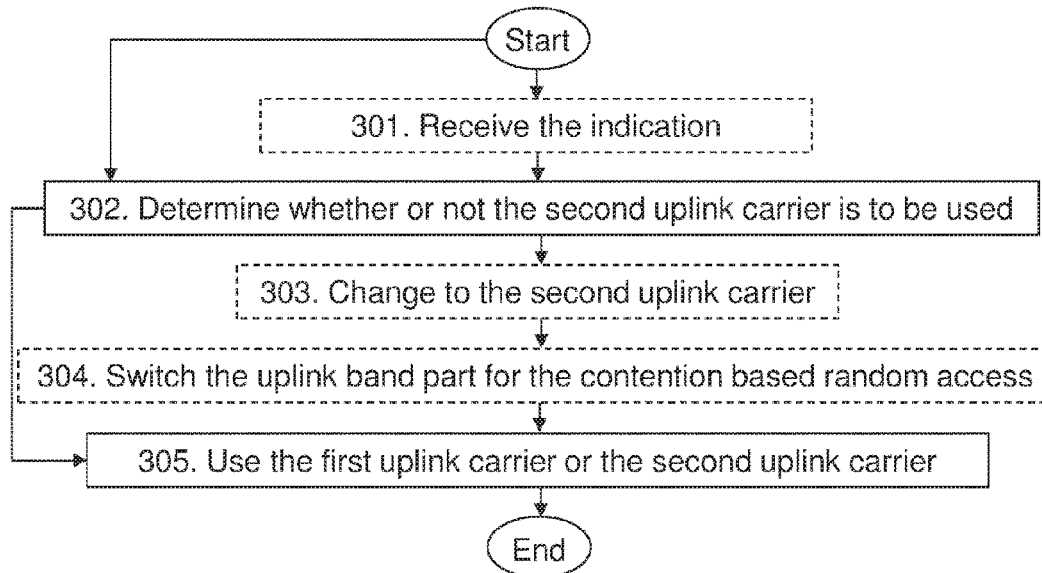 Start
301. Receive the indication
302. Determine whether or not the second uplink carrier is to be used
303. Change to the second uplink carrier
304. Switch the uplink band part for the contention based random access
305. Use the first uplink carrier or the second uplink carrier
End